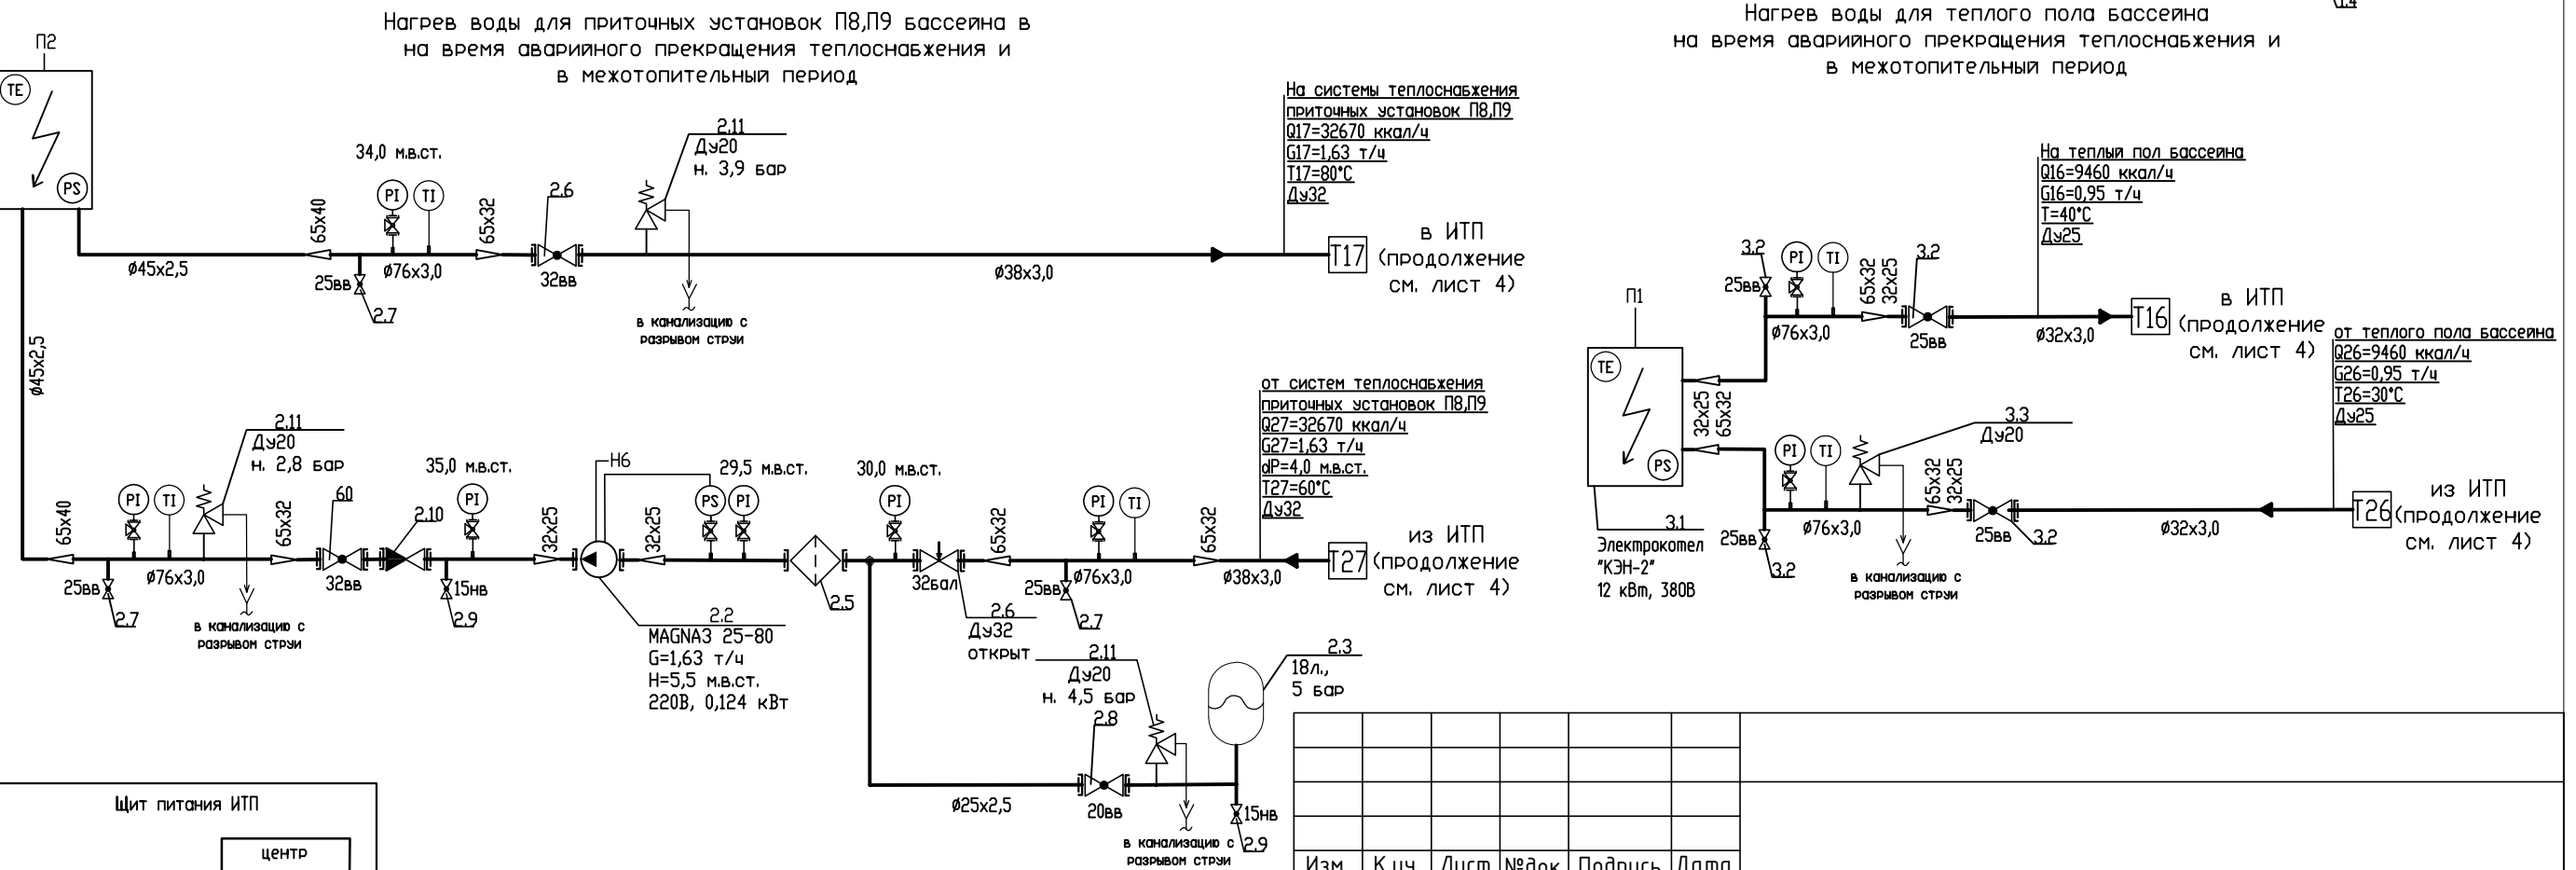 Нагрев воды для приточных установок П8,П9 бассейна в
на время аварийного прекращения теплоснабжения и
в межотопительный период
Нагрев воды для теплого пола бассейна
на время аварийного прекращения теплоснабжения и
в межотопительный период
П2
TE
PS
34,0 м.в.ст.
65х40
PI
TI
65х32
2.6
2.11
Ду20
н. 3,9 бар
ø45х2,5
25вв
2.7
ø76х3,0
32вв
в канализацию с
разрывом струи
ø38х3,0
На системы теплоснабжения
приточных установок П8,П9
Q17=32670 ккал/ч
G17=1,63 т/ч
T17=80°С
Ду32
Т17
в ИТП
(продолжение
см. лист 4)
ø45х2,5
65х40
PI
TI
2.11
Ду20
н. 2,8 бар
65х32
60
2.10
35,0 м.в.ст.
PI
32х25
Н6
PS
PI
29,5 м.в.ст.
32х25
30,0 м.в.ст.
PI
65х32
PI
TI
65х32
от систем теплоснабжения
приточных установок П8,П9
Q27=32670 ккал/ч
G27=1,63 т/ч
dP=4,0 м.в.ст.
T27=60°С
Ду32
Т27
из ИТП
(продолжение
см. лист 4)
25вв
2.7
ø76х3,0
в канализацию с
разрывом струи
32вв
15нв
2.9
2.2
MAGNA3 25-80
G=1,63 т/ч
Н=5,5 м.в.ст.
220В, 0,124 кВт
2.5
32бал
2.6
Ду32
открыт
25вв
2.7
ø76х3,0
ø38х3,0
2.11
Ду20
н. 4,5 бар
2.8
2.3
18л.,
5 бар
ø25х2,5
20вв
15нв
2.9
в канализацию с
разрывом струи
П1
TE
PS
3.1
Электрокотел
"КЭН-2"
12 кВт, 380В
3.2
25вв
PI
TI
65х32
32х25
3.2
ø76х3,0
25вв
На теплый пол бассейна
Q16=9460 ккал/ч
G16=0,95 т/ч
Т=40°С
Ду25
ø32х3,0
Т16
в ИТП
(продолжение
см. лист 4)
32х25
65х32
PI
TI
3.3
Ду20
65х32
32х25
25вв
3.2
ø76х3,0
25вв
3.2
в канализацию с
разрывом струи
ø32х3,0
от теплого пола бассейна
Q26=9460 ккал/ч
G26=0,95 т/ч
T26=30°С
Ду25
Т26
из ИТП
(продолжение
см. лист 4)
Щит питания ИТП
центр
Изм. К.уч. Лист №док. Подпись Дата